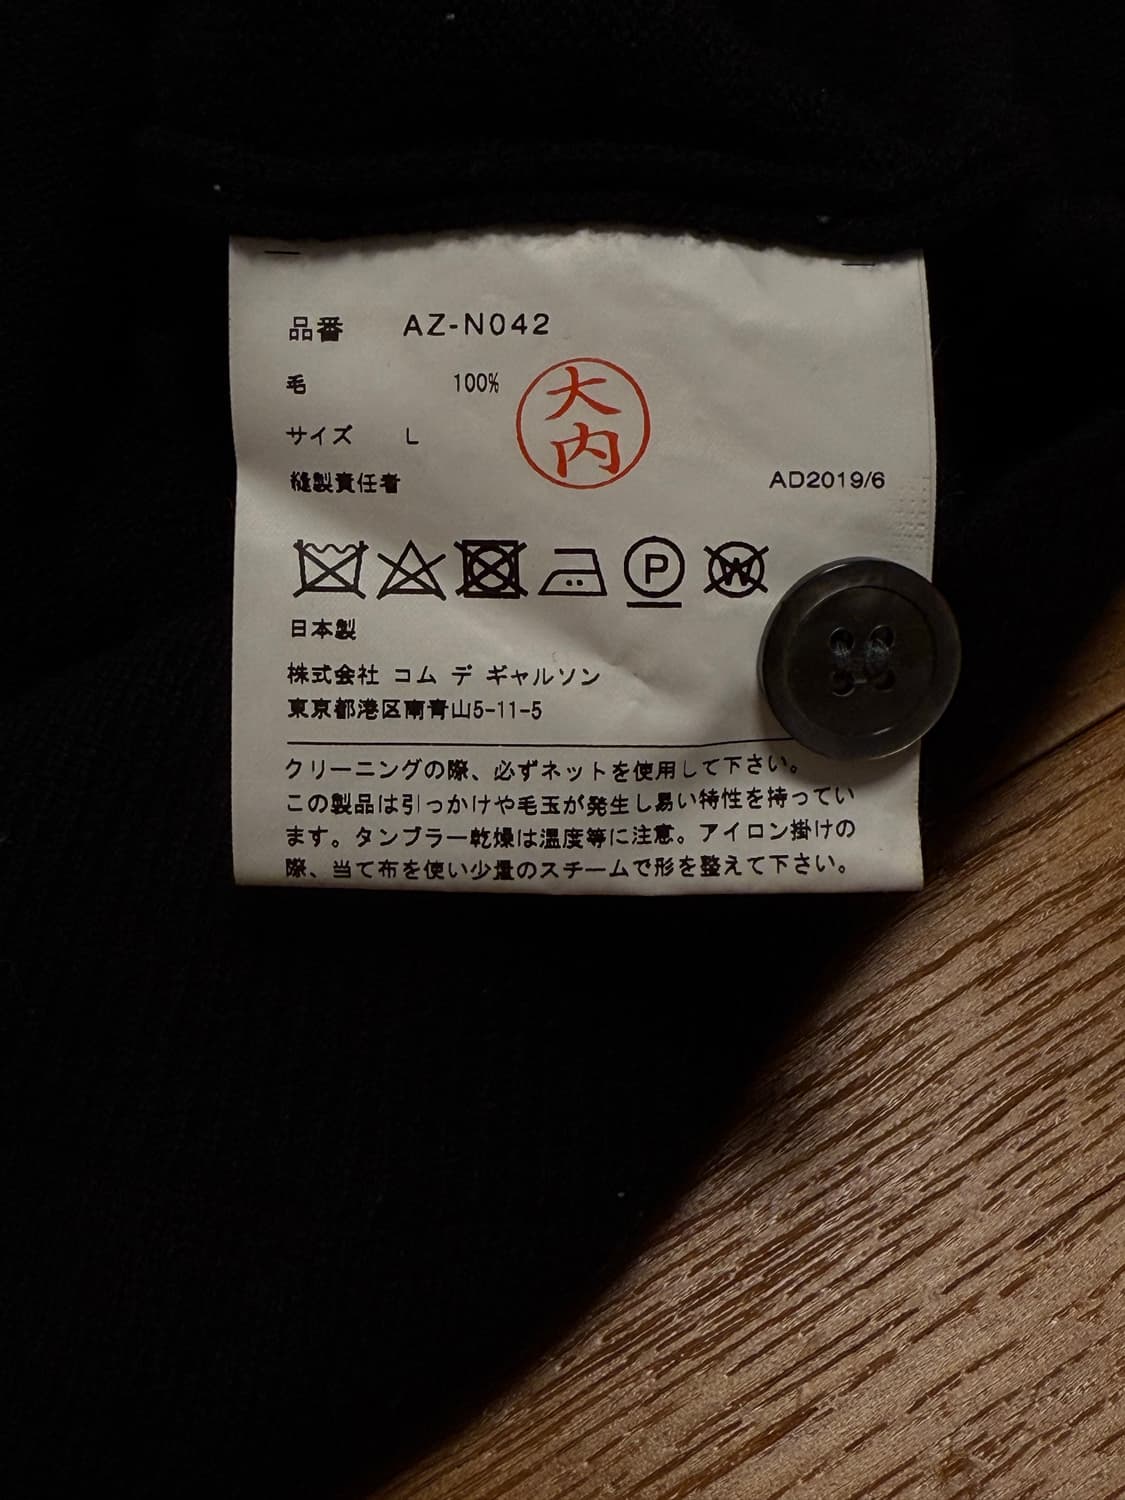 品番 AZ-N042
毛 100%
大内
サイズ L
縫製責任者 AD2019/6
P W
日本製
株式会社 コム デ ギャルソン
東京都港区南青山5-11-5
クリーニングの際、必ずネットを使用して下さい。
この製品は引っかけや毛玉が発生し易い特性を持ってい
ます。タンブラー乾燥は温度等に注意。アイロン掛けの
際、当て布を使い少量のスチームで形を整えて下さい。